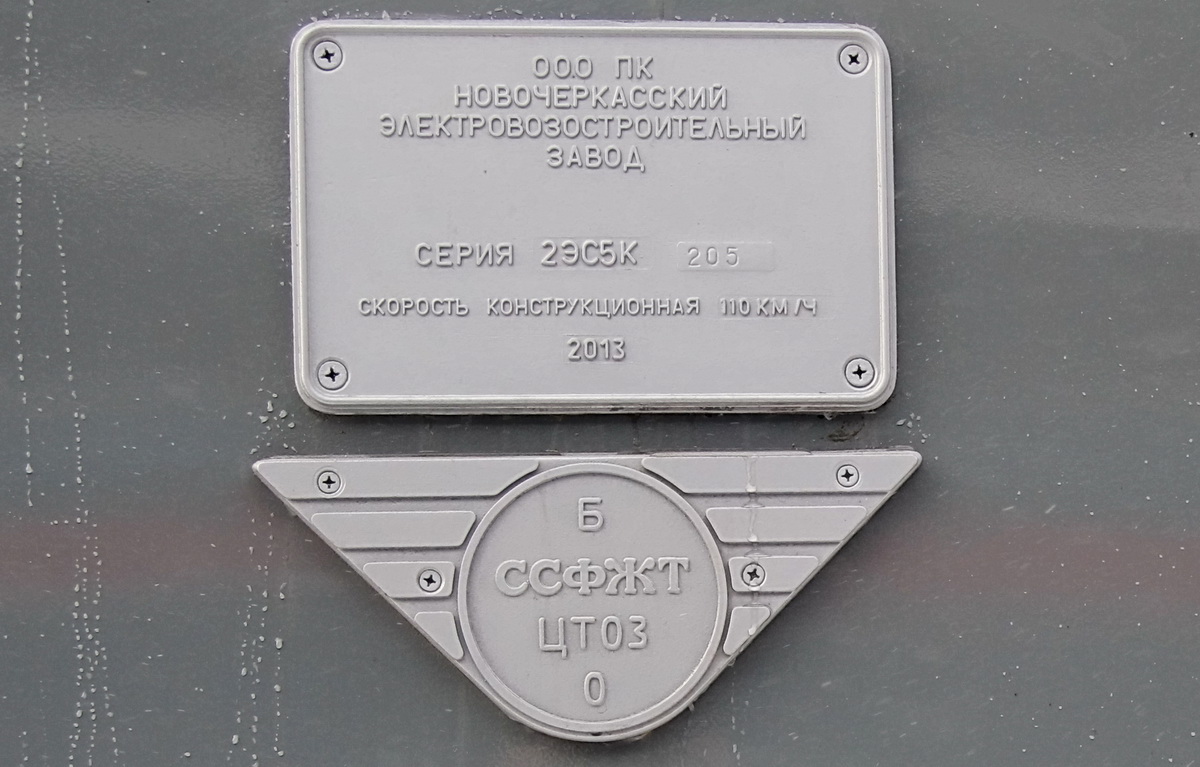 ООО ПК
НОВОЧЕРКАССКИЙ
ЭЛЕКТРОВОЗОСТРОИТЕЛЬНЫЙ
ЗАВОД
СЕРИЯ 2ЭС5К 205
СКОРОСТЬ КОНСТРУКЦИОННАЯ 110 КМ/Ч
2013
Б
ССФЖТ
ЦТ03
0